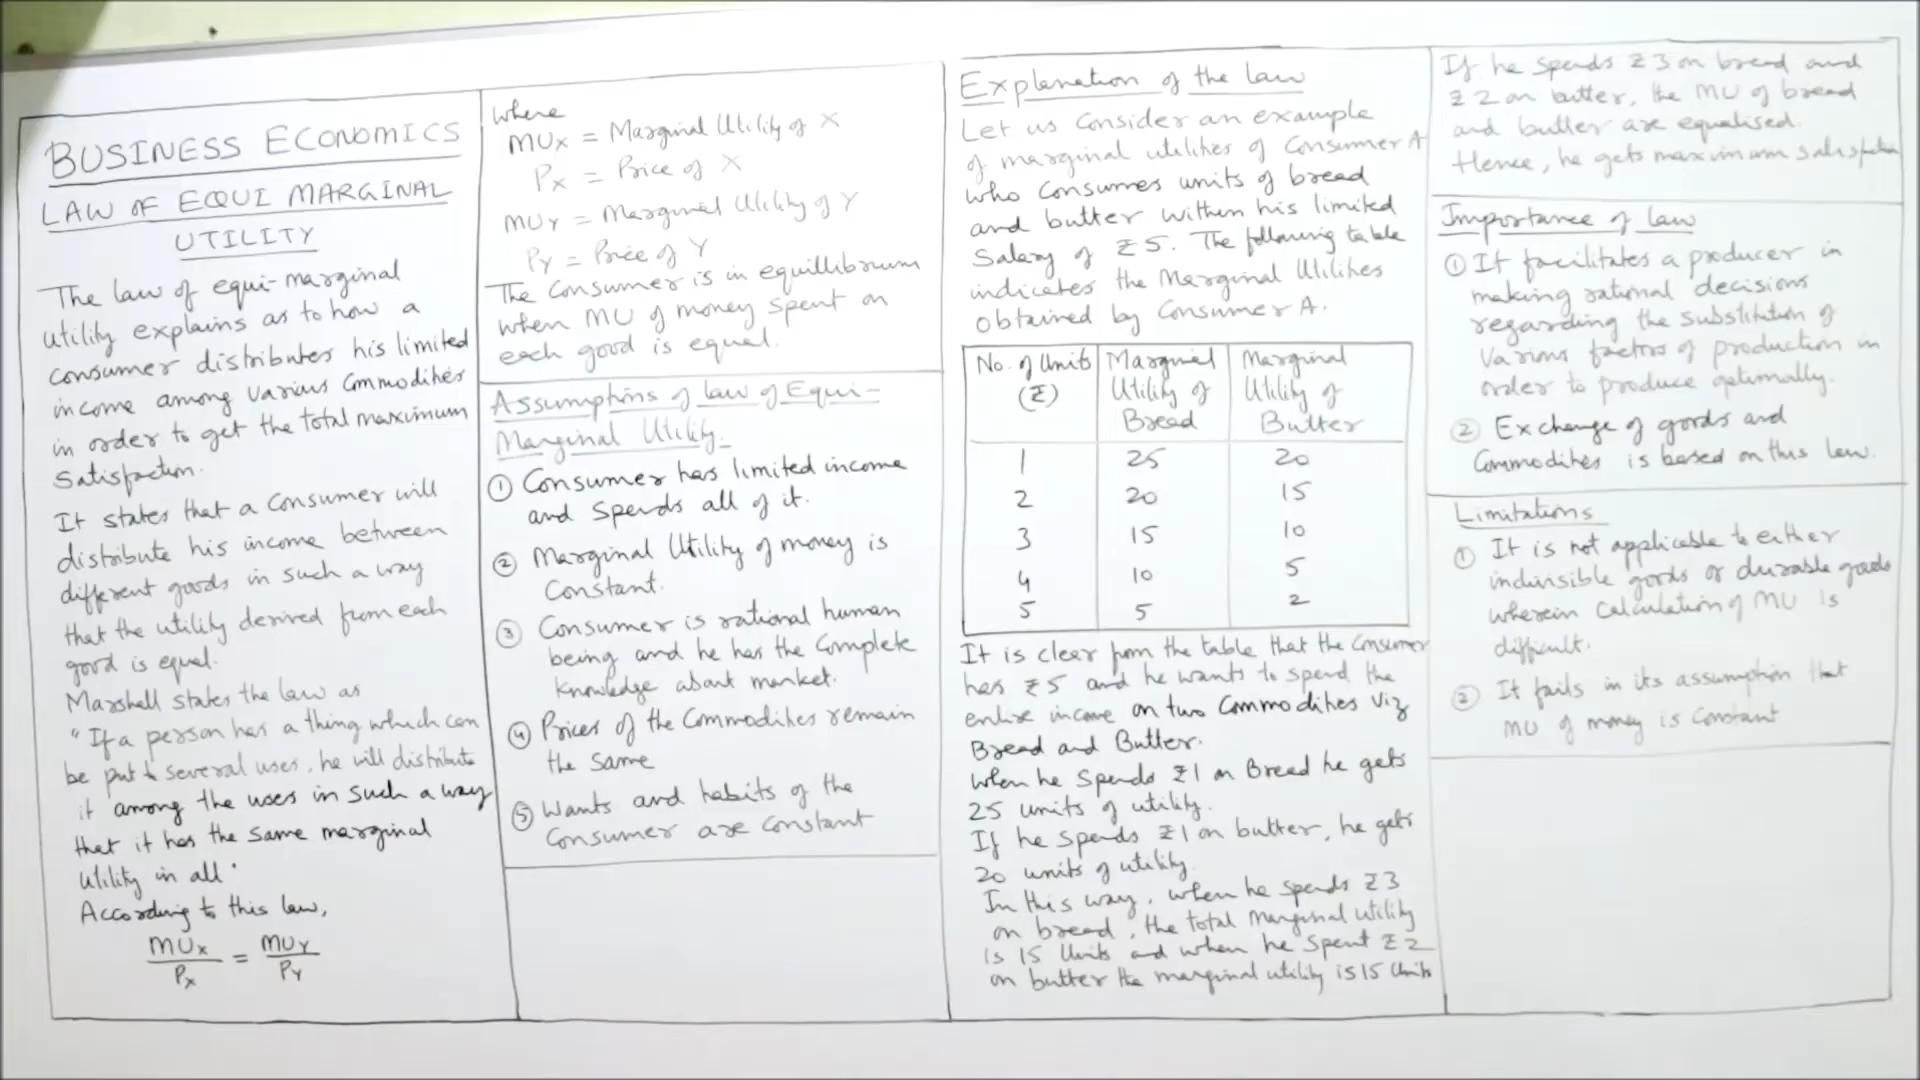 BUSINESS ECONOMICS
LAW OF EQUI MARGINAL
UTILITY
The law of equi-marginal
utility explains as to how a
consumer distributes his limited
income among various commodities
in order to get the total maximum
satisfaction.
It states that a consumer will
distribute his income between
different goods in such a way
that the utility derived from each
good is equal.
Marshall states the law as
"If a person has a thing which can
be put to several uses, he will distribute
it among the uses in such a way
that it has the same marginal
utility in all"
According to this law,
MUx / Px = MUY / PY
where
MUx = Marginal Utility of X
Px = Price of X
MUY = Marginal Utility of Y
PY = Price of Y
The consumer is in equillibrium
when MU of money spent on
each good is equal.
Assumptions of law of Equi-
Marginal Utility.
① Consumer has limited income
and spends all of it.
② Marginal Utility of money is
Constant.
③ Consumer is rational human
being and he has the complete
knowledge about market.
④ Prices of the Commodities remain
the same
⑤ Wants and habits of the
Consumer are constant
Explanation of the law
Let us consider an example
of marginal utilities of Consumer A
who consumes units of bread
and butter within his limited
Salary of ₹5. The following table
indicates the Marginal Utilities
obtained by Consumer A.
No. of Units (₹) | Marginal Utility of Bread | Marginal Utility of Butter
1 25 20
2 20 15
3 15 10
4 10 5
5 5 2
It is clear from the table that the consumer
has ₹5 and he wants to spend the
entire income on two Commodities viz
Bread and Butter.
When he spends ₹1 on Bread he gets
25 units of utility.
If he spends ₹1 on butter, he gets
20 units of utility.
In this way, when he spends ₹3
on bread, the total marginal utility
is 15 Units and when he spent ₹2
on butter the marginal utility is 15 Units
If he spends ₹3 on bread and
₹2 on butter, the MU of bread
and butter are equalised.
Hence, he gets maximum satisfaction
Importance of law
① It facilitates a producer in
making rational decisions
regarding the substitution of
various factors of production in
order to produce optimally.
② Exchange of goods and
Commodities is based on this law.
Limitations
① It is not applicable to either
indivisible goods or durable goods
wherein calculation of MU is
difficult.
② It fails in its assumption that
MU of money is constant